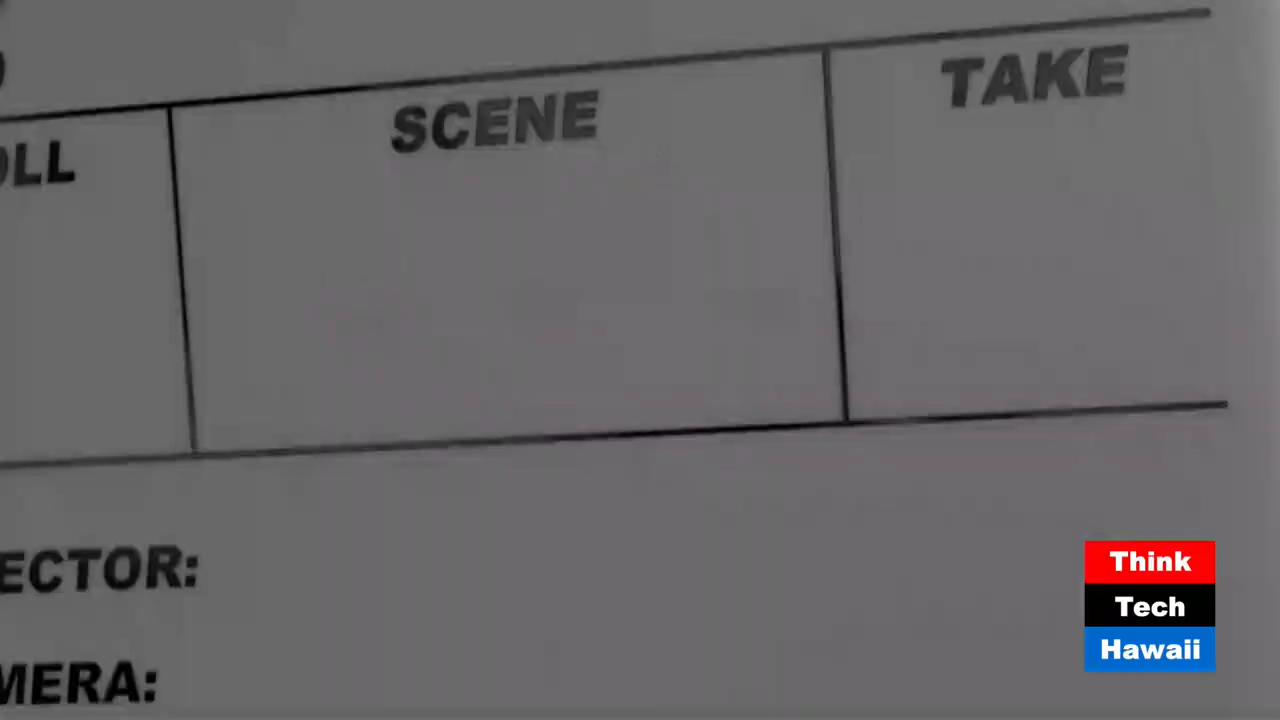 OLL SCENE TAKE
ECTOR:
MERA:
Think
Tech
Hawaii